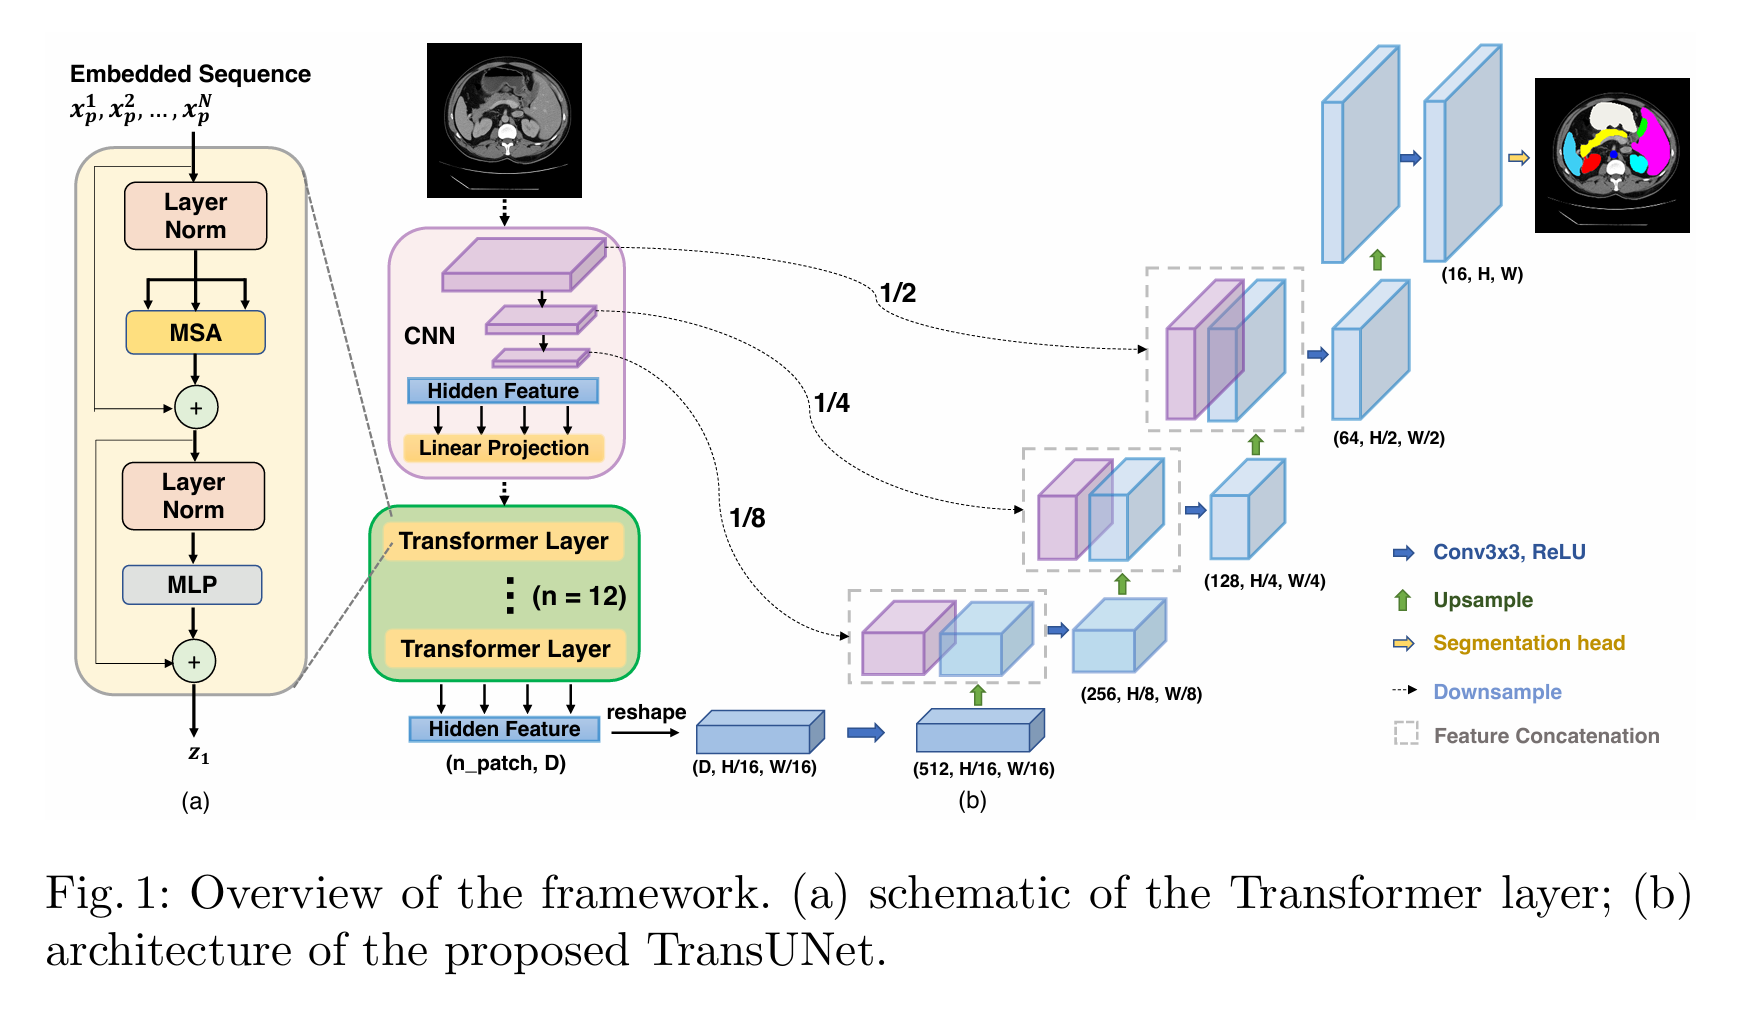 Embedded Sequence
x_p^1, x_p^2, ..., x_p^N
Layer
Norm
MSA
+
Layer
Norm
MLP
+
z_1
(a)
CNN
Hidden Feature
Linear Projection
Transformer Layer
(n = 12)
Transformer Layer
Hidden Feature
(n_patch, D)
reshape
(D, H/16, W/16)
(512, H/16, W/16)
(b)
1/2
1/4
1/8
(256, H/8, W/8)
(128, H/4, W/4)
(64, H/2, W/2)
(16, H, W)
Conv3x3, ReLU
Upsample
Segmentation head
Downsample
Feature Concatenation
Fig. 1: Overview of the framework. (a) schematic of the Transformer layer; (b)
architecture of the proposed TransUNet.